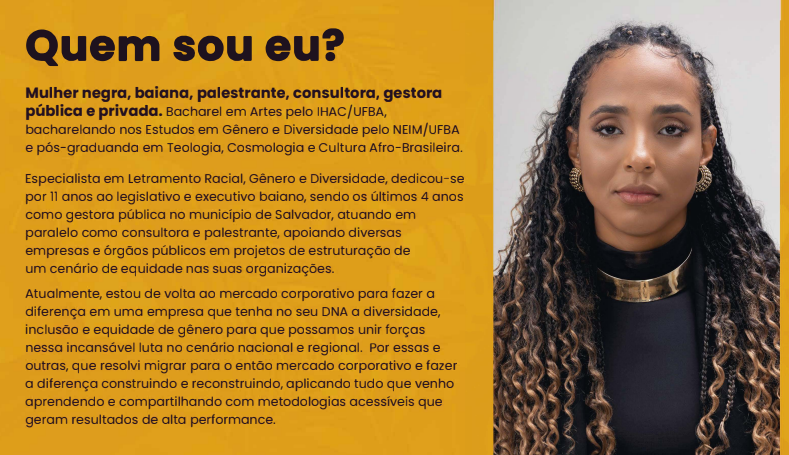 Quem sou eu?
Mulher negra, baiana, palestrante, consultora, gestora
pública e privada. Bacharel em Artes pelo IHAC/UFBA,
bacharelando nos Estudos em Gênero e Diversidade pelo NEIM/UFBA
e pós-graduanda em Teologia, Cosmologia e Cultura Afro-Brasileira.
Especialista em Letramento Racial, Gênero e Diversidade, dedicou-se
por 11 anos ao legislativo e executivo baiano, sendo os últimos 4 anos
como gestora pública no município de Salvador, atuando em
paralelo como consultora e palestrante, apoiando diversas
empresas e órgãos públicos em projetos de estruturação de
um cenário de equidade nas suas organizações.
Atualmente, estou de volta ao mercado corporativo para fazer a
diferença em uma empresa que tenha no seu DNA a diversidade,
inclusão e equidade de gênero para que possamos unir forças
nessa incansável luta no cenário nacional e regional. Por essas e
outras, que resolvi migrar para o então mercado corporativo e fazer
a diferença construindo e reconstruindo, aplicando tudo que venho
aprendendo e compartilhando com metodologias acessíveis que
geram resultados de alta performance.